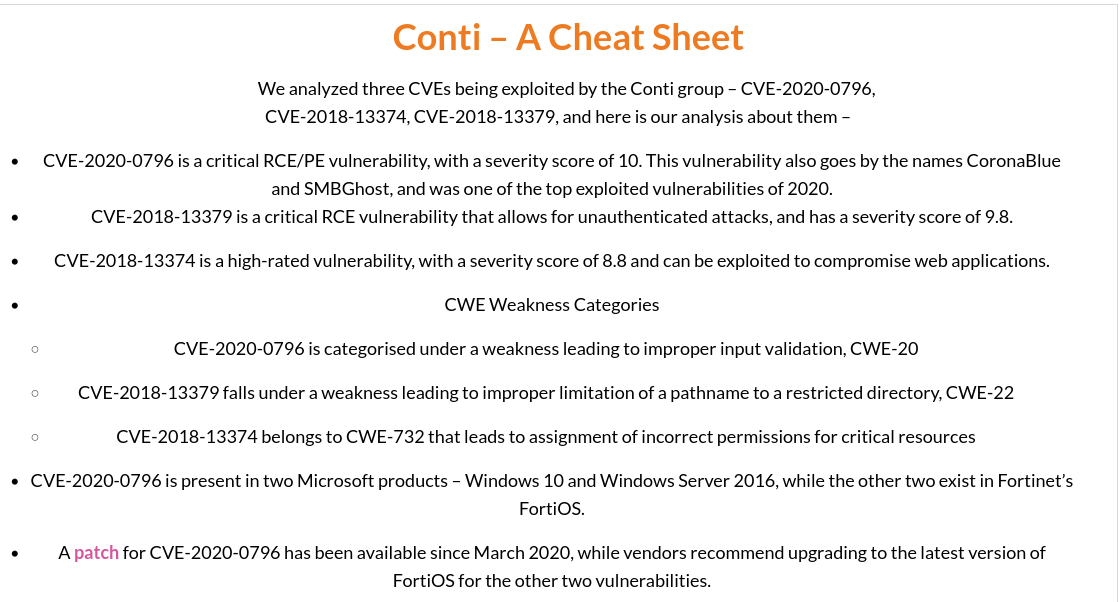 Conti – A Cheat Sheet
We analyzed three CVEs being exploited by the Conti group – CVE-2020-0796,
CVE-2018-13374, CVE-2018-13379, and here is our analysis about them –
• CVE-2020-0796 is a critical RCE/PE vulnerability, with a severity score of 10. This vulnerability also goes by the names CoronaBlue
and SMBGhost, and was one of the top exploited vulnerabilities of 2020.
• CVE-2018-13379 is a critical RCE vulnerability that allows for unauthenticated attacks, and has a severity score of 9.8.
• CVE-2018-13374 is a high-rated vulnerability, with a severity score of 8.8 and can be exploited to compromise web applications.
• CWE Weakness Categories
○ CVE-2020-0796 is categorised under a weakness leading to improper input validation, CWE-20
○ CVE-2018-13379 falls under a weakness leading to improper limitation of a pathname to a restricted directory, CWE-22
○ CVE-2018-13374 belongs to CWE-732 that leads to assignment of incorrect permissions for critical resources
• CVE-2020-0796 is present in two Microsoft products – Windows 10 and Windows Server 2016, while the other two exist in Fortinet’s
FortiOS.
• A patch for CVE-2020-0796 has been available since March 2020, while vendors recommend upgrading to the latest version of
FortiOS for the other two vulnerabilities.